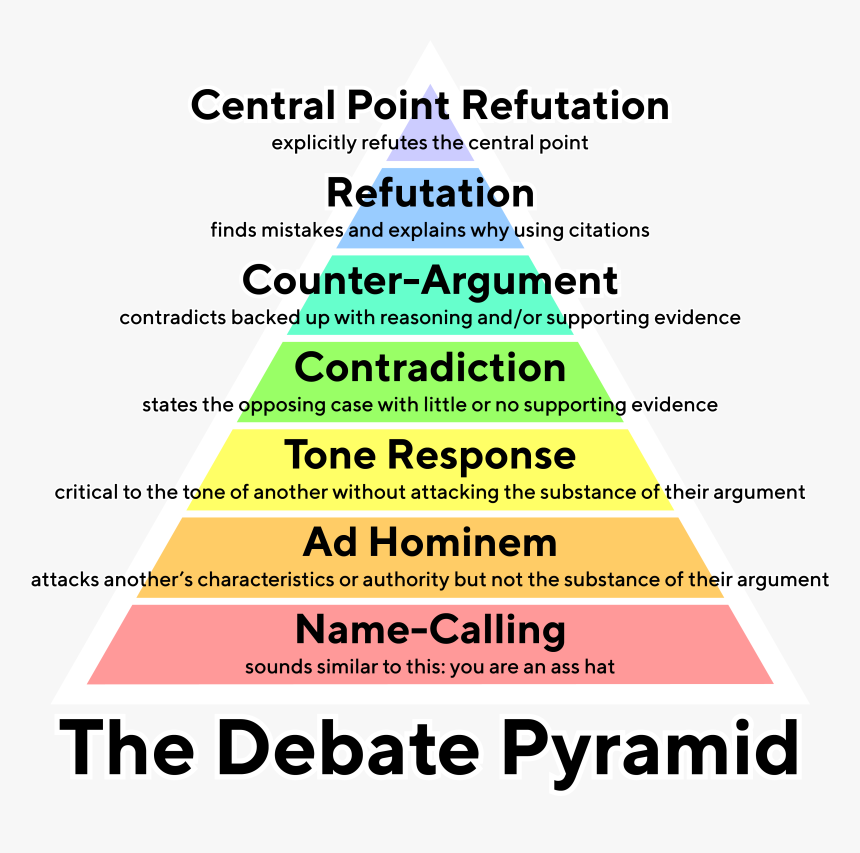 Central Point Refutation
explicitly refutes the central point
Refutation
finds mistakes and explains why using citations
Counter-Argument
contradicts backed up with reasoning and/or supporting evidence
Contradiction
states the opposing case with little or no supporting evidence
Tone Response
critical to the tone of another without attacking the substance of their argument
Ad Hominem
attacks another’s characteristics or authority but not the substance of their argument
Name-Calling
sounds similar to this: you are an ass hat
The Debate Pyramid